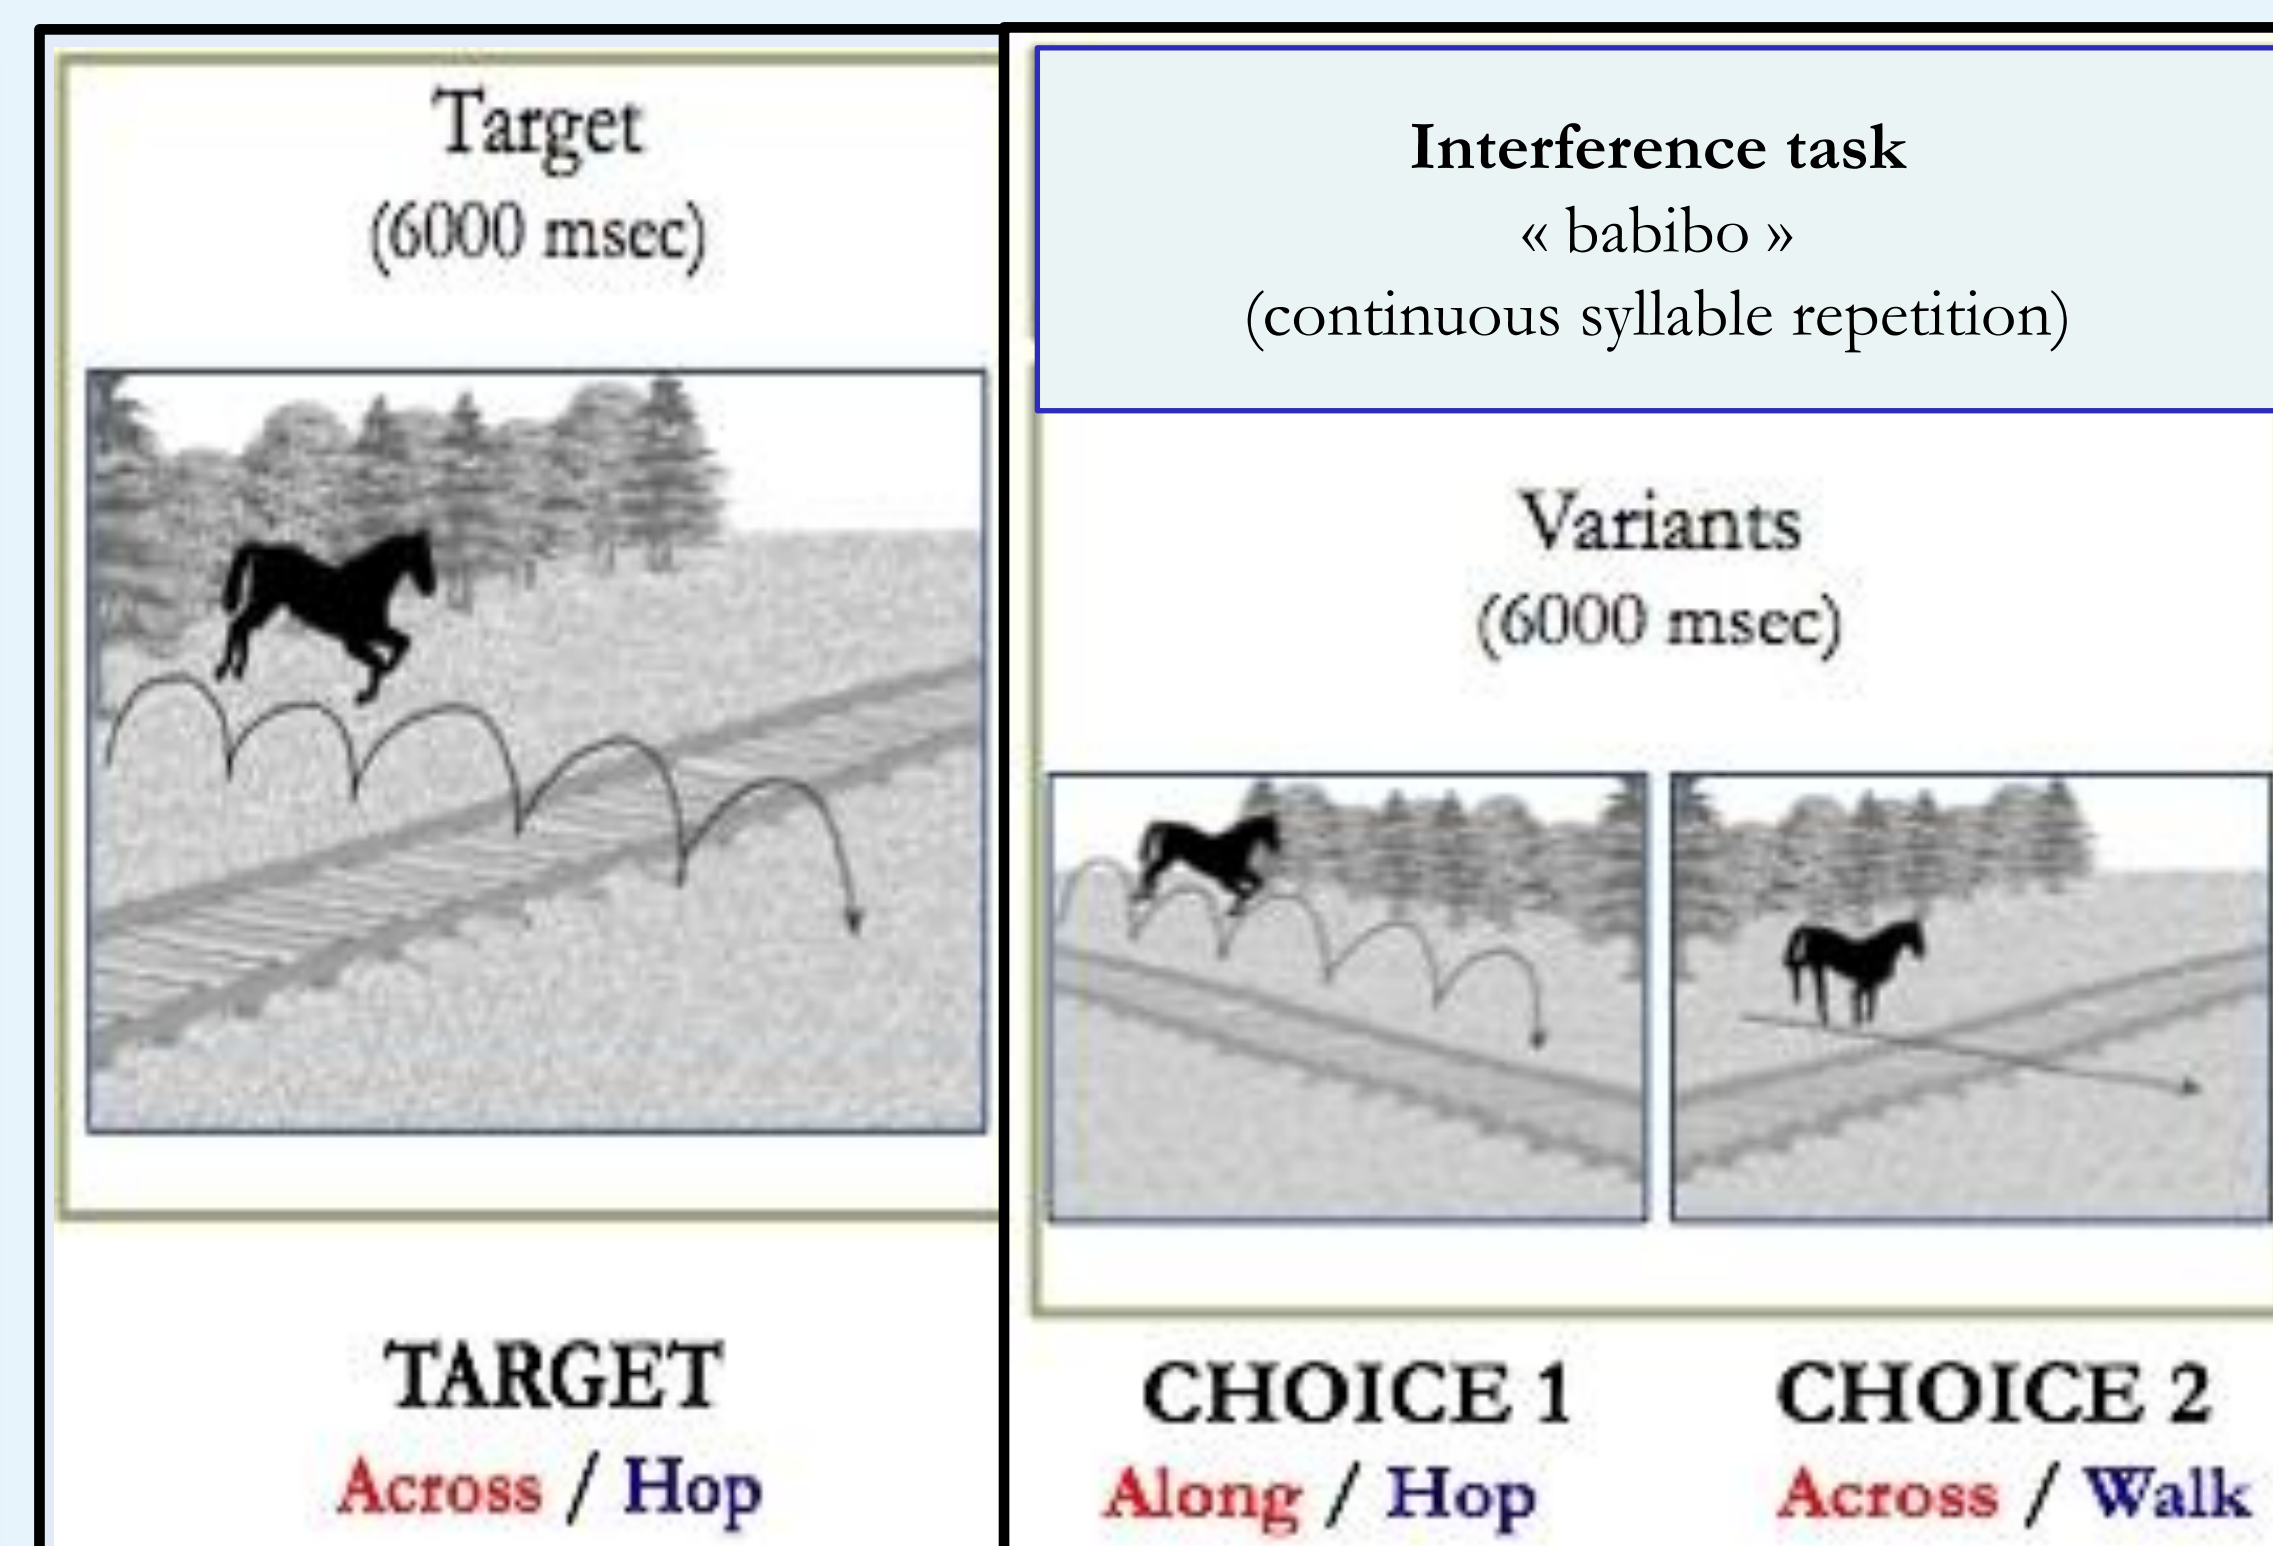 Target
(6000 msec)
TARGET
Across / Hop
Interference task
« babibo »
(continuous syllable repetition)
Variants
(6000 msec)
CHOICE 1
Along / Hop
CHOICE 2
Across / Walk